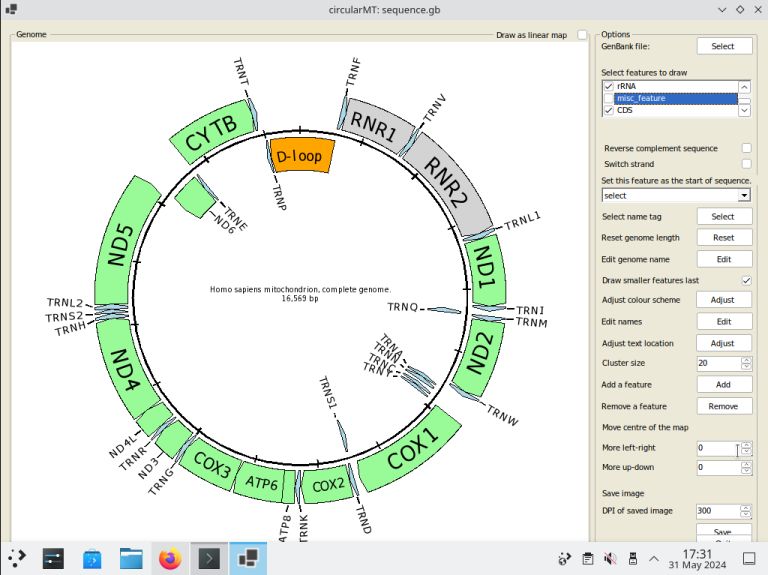 circularMT: sequence.gb
Genome
Draw as linear map
TRNT
TRNF
TRNV
CYTB
RNR1
D-loop
RNR2
TRNP
TRNE
ND6
TRNL1
ND5
ND1
Homo sapiens mitochondrion, complete genome.
16,569 bp
TRNL2
TRNS2
TRNH
TRNQ
TRNI
TRNM
ND4
ND2
TRNA
TRNN
TRNC
TRNY
TRNS1
TRNW
ND4L
TRNR
ND3
TRNG
COX1
COX3
ATP6
COX2
ATP8
TRNK
TRND
Options
GenBank file:
Select
Select features to draw
rRNA
misc_feature
CDS
Reverse complement sequence
Switch strand
Set this feature as the start of sequence.
select
Select name tag
Select
Reset genome length
Reset
Edit genome name
Edit
Draw smaller features last
Adjust colour scheme
Adjust
Edit names
Edit
Adjust text location
Adjust
Cluster size
20
Add a feature
Add
Remove a feature
Remove
Move centre of the map
More left-right
0
More up-down
0
Save image
DPI of saved image
300
Save
17:31
31 May 2024